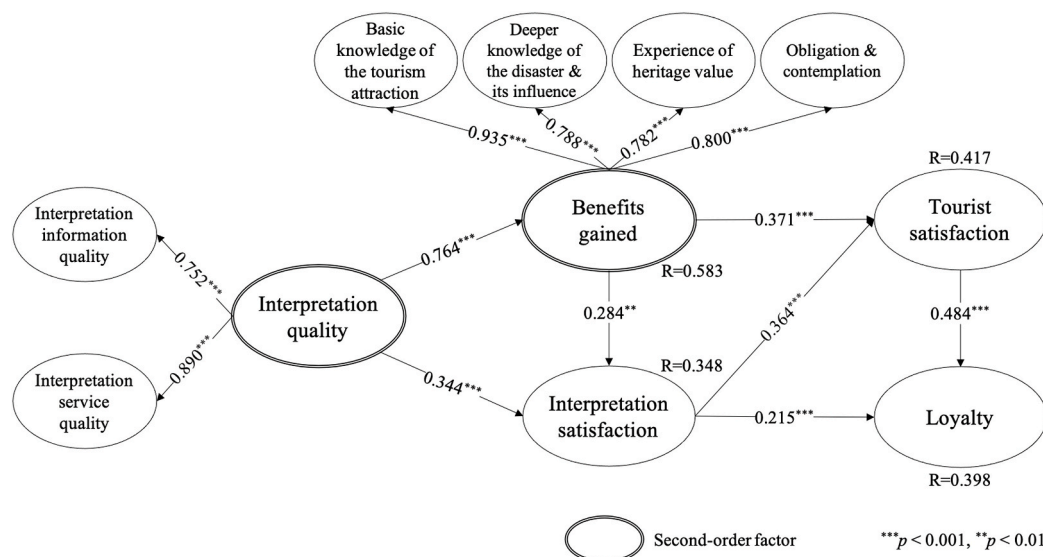 Basic
knowledge of
the tourism
attraction
Deeper
knowledge of
the disaster &
its influence
Experience of
heritage value
Obligation &
contemplation
0.935***
0.788***
0.782***
0.800***
R=0.417
Interpretation
information
quality
Benefits
gained
Tourist
satisfaction
0.371***
0.764***
0.752***
R=0.583
Interpretation
quality
0.284**
0.364***
0.484***
0.890***
0.344***
R=0.348
Interpretation
service
quality
Interpretation
satisfaction
0.215***
Loyalty
R=0.398
Second-order factor
***p < 0.001, **p < 0.01